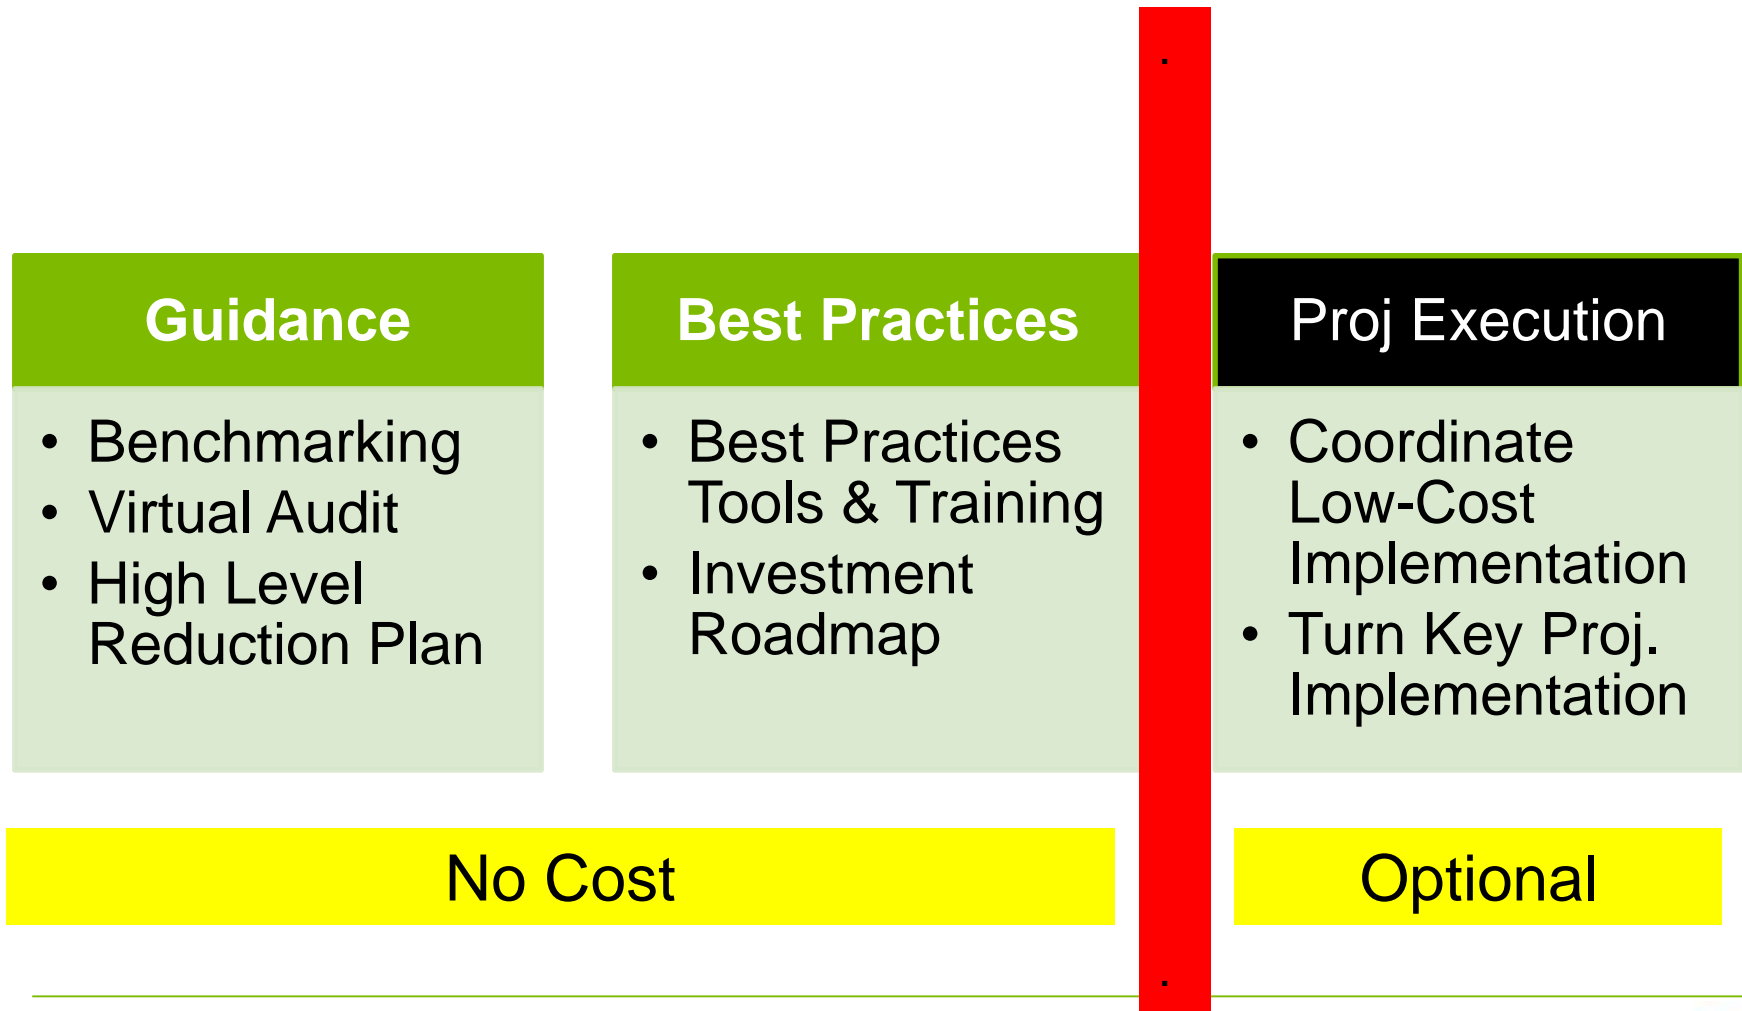 .
Guidance
• Benchmarking
• Virtual Audit
• High Level
Reduction Plan
Best Practices
• Best Practices
Tools & Training
• Investment
Roadmap
Proj Execution
• Coordinate
Low-Cost
Implementation
• Turn Key Proj.
Implementation
No Cost
Optional
.